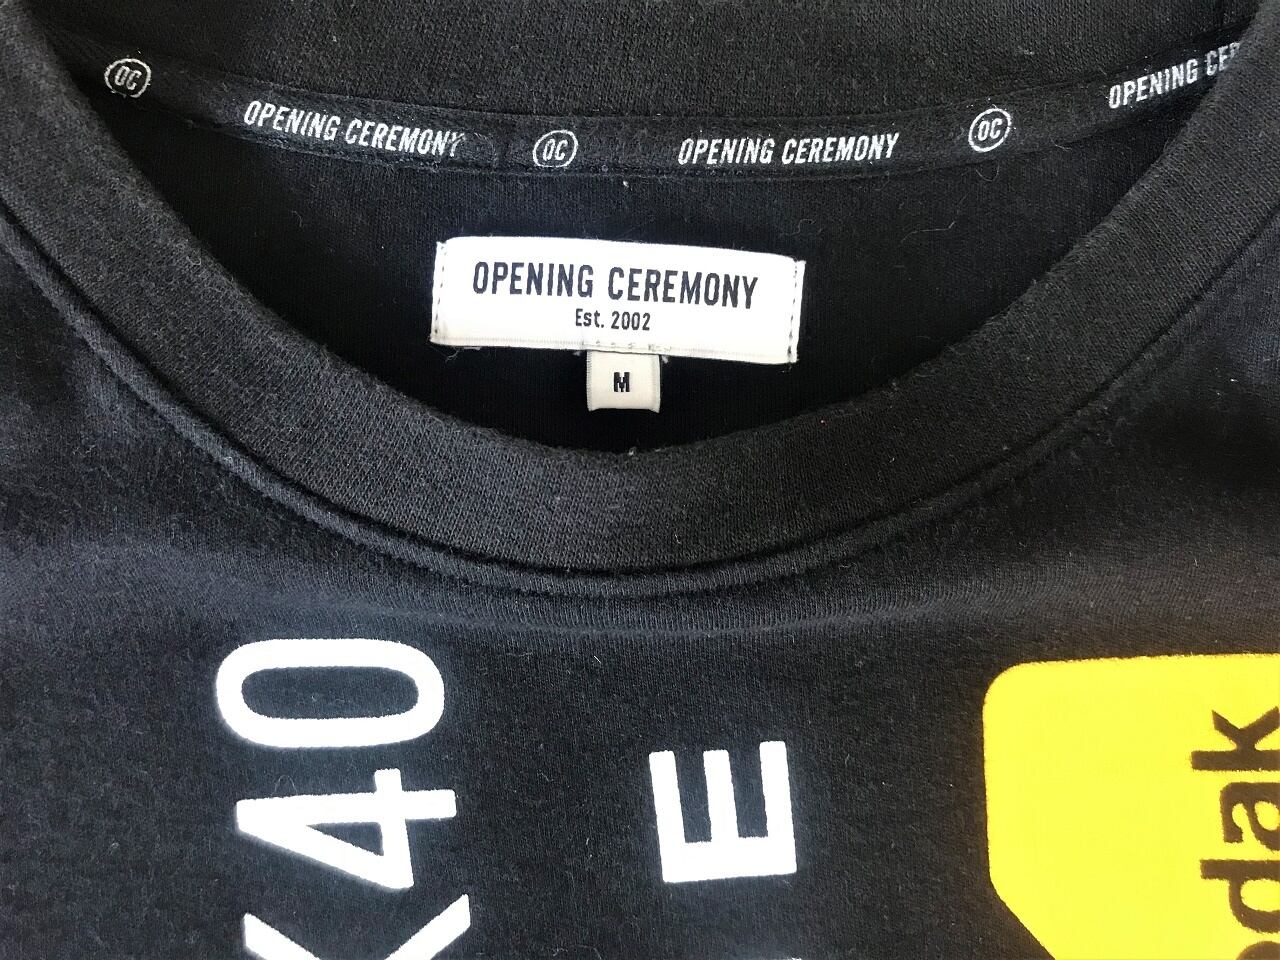 OC OPENING CEREMONY OC OPENING CEREMONY OC OPENING CE
OPENING CEREMONY
Est. 2002
M
K40
E
odak